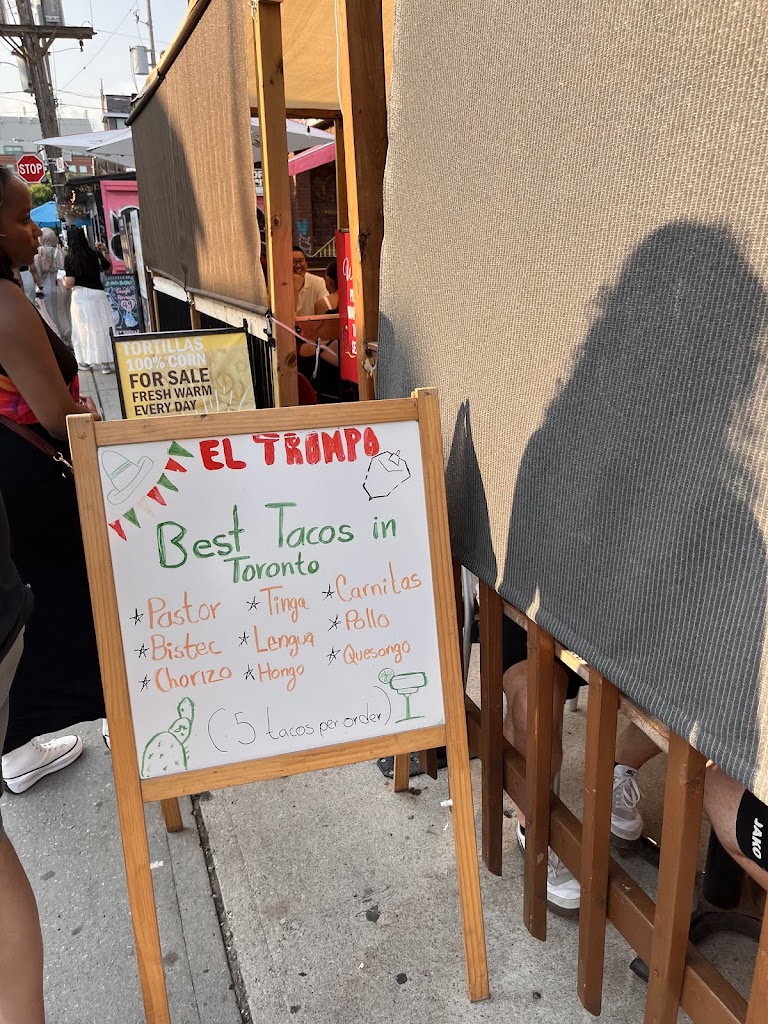 STOP
TORTILLAS
100% CORN
FOR SALE
FRESH WARM
EVERY DAY
EL TROMPO
Best Tacos in
Toronto
Pastor Tinga Carnitas
Bistec Lengua Pollo
Chorizo Hongo Quesongo
(5 tacos per order)
JAKO